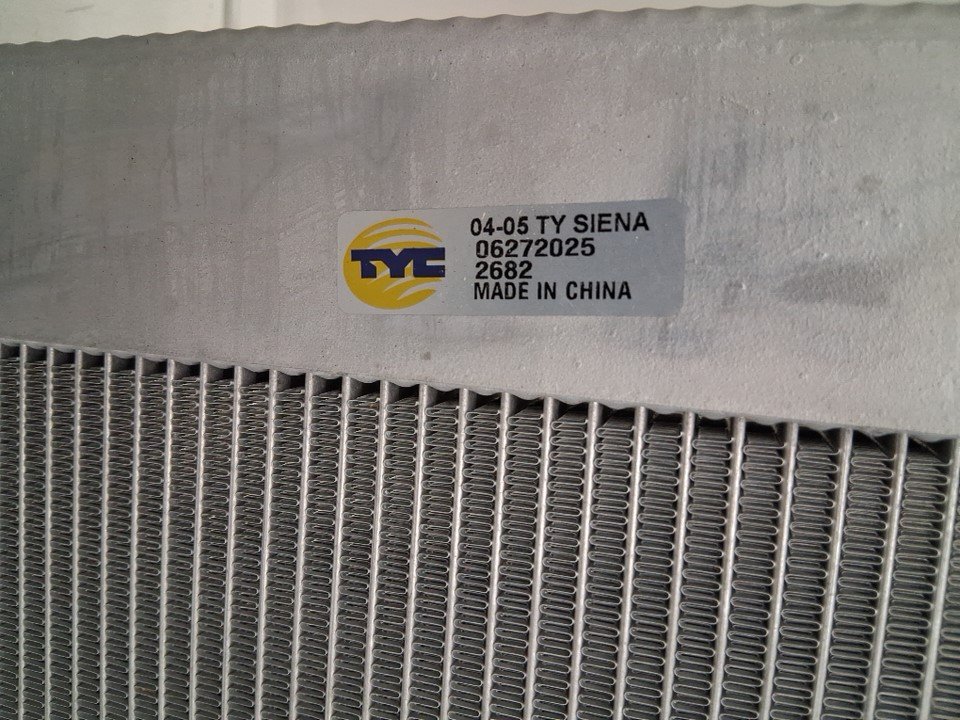 TYC
04-05 TY SIENA
06272025
2682
MADE IN CHINA